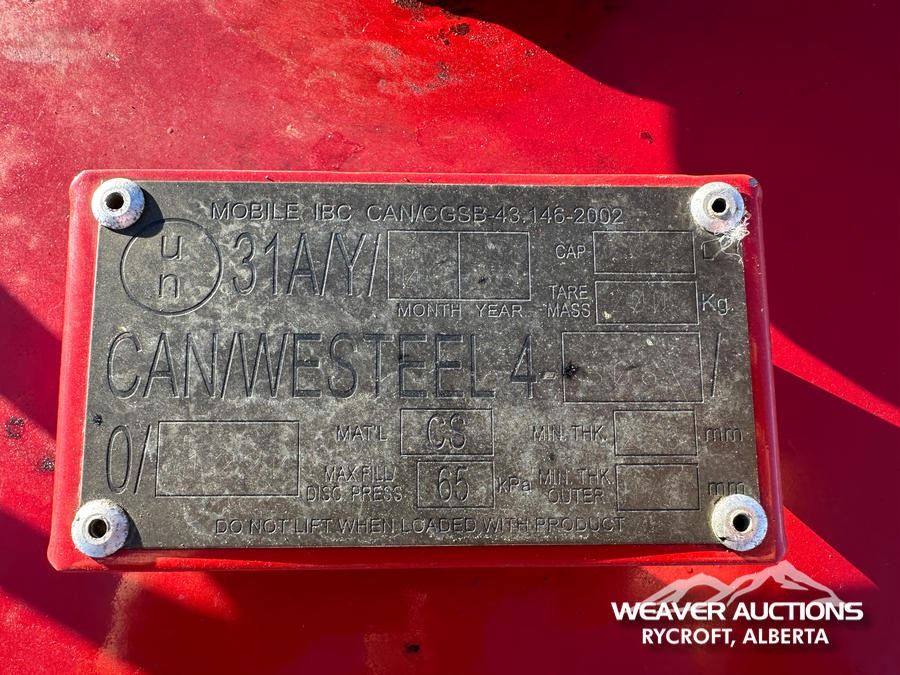 MOBILE IBC CAN/CGSB-43.146-2002
un 31A/Y/
MONTH YEAR
CAP L
TARE MASS Kg.
CAN/WESTEEL 4- /
0/
MAT'L CS
MIN. THK. mm
MAX FILL/
DISC. PRESS 65 kPa
MIN. THK.
OUTER mm
DO NOT LIFT WHEN LOADED WITH PRODUCT
WEAVER AUCTIONS
RYCROFT, ALBERTA